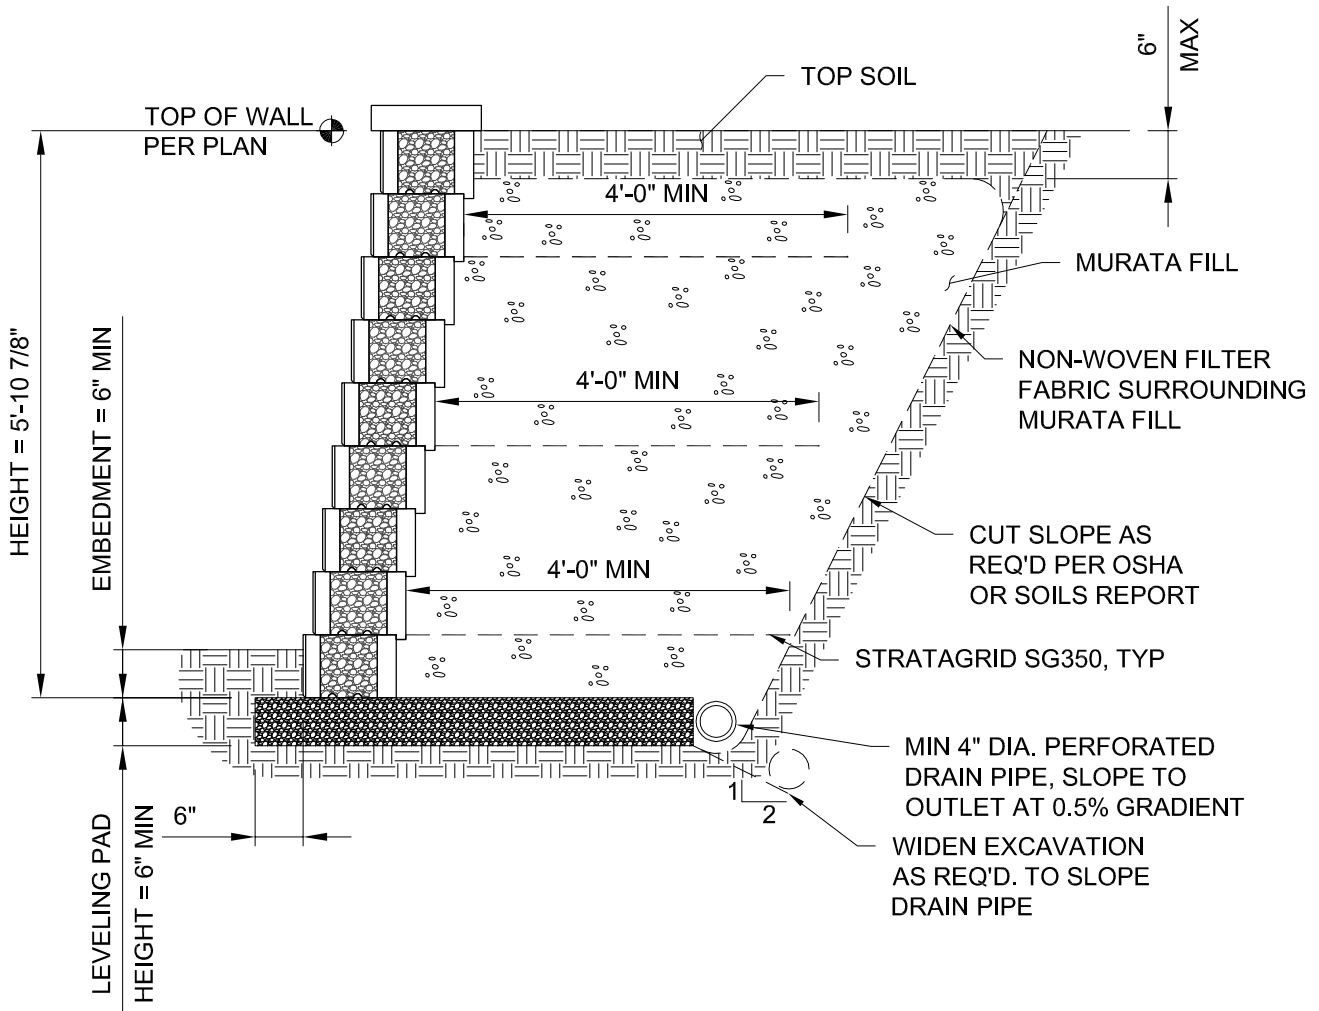 6"
MAX
TOP SOIL
TOP OF WALL
PER PLAN
4'-0" MIN
MURATA FILL
HEIGHT = 5'-10 7/8"
EMBEDMENT = 6" MIN
NON-WOVEN FILTER
FABRIC SURROUNDING
MURATA FILL
4'-0" MIN
CUT SLOPE AS
REQ'D PER OSHA
OR SOILS REPORT
4'-0" MIN
STRATAGRID SG350, TYP
MIN 4" DIA. PERFORATED
DRAIN PIPE, SLOPE TO
OUTLET AT 0.5% GRADIENT
1
2
6"
WIDEN EXCAVATION
AS REQ'D. TO SLOPE
DRAIN PIPE
LEVELING PAD
HEIGHT = 6" MIN